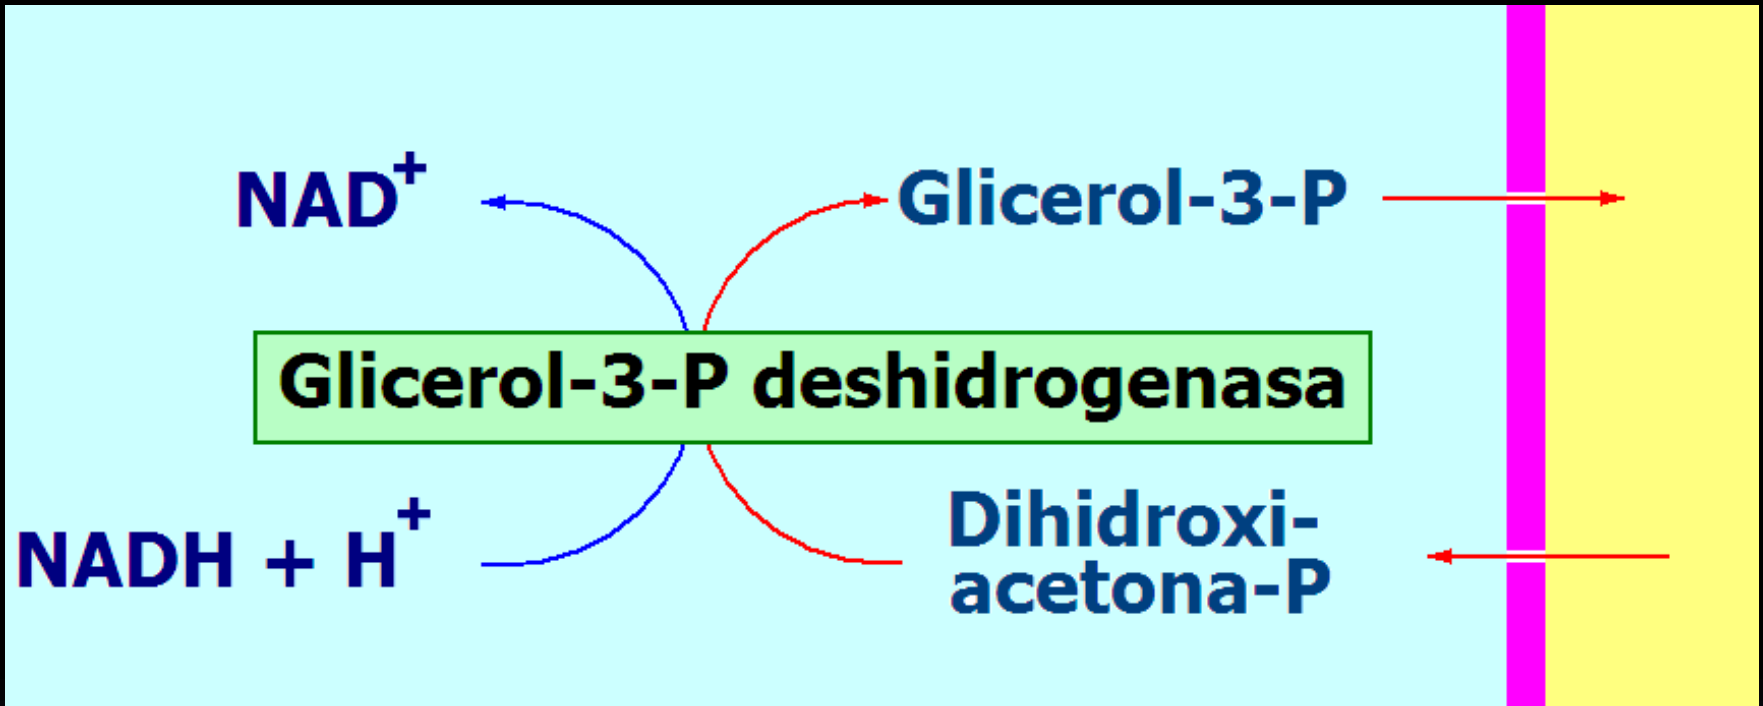 NAD+
Glicerol-3-P
Glicerol-3-P deshidrogenasa
NADH + H+
Dihidroxi-
acetona-P